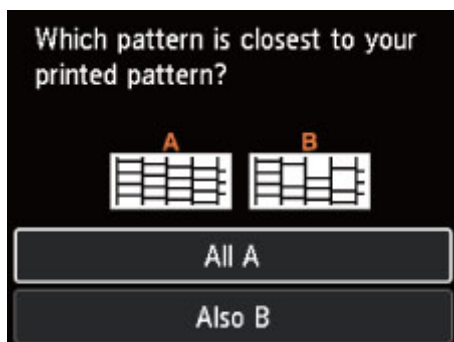 Which pattern is closest to your
printed pattern?
A B
All A
Also B